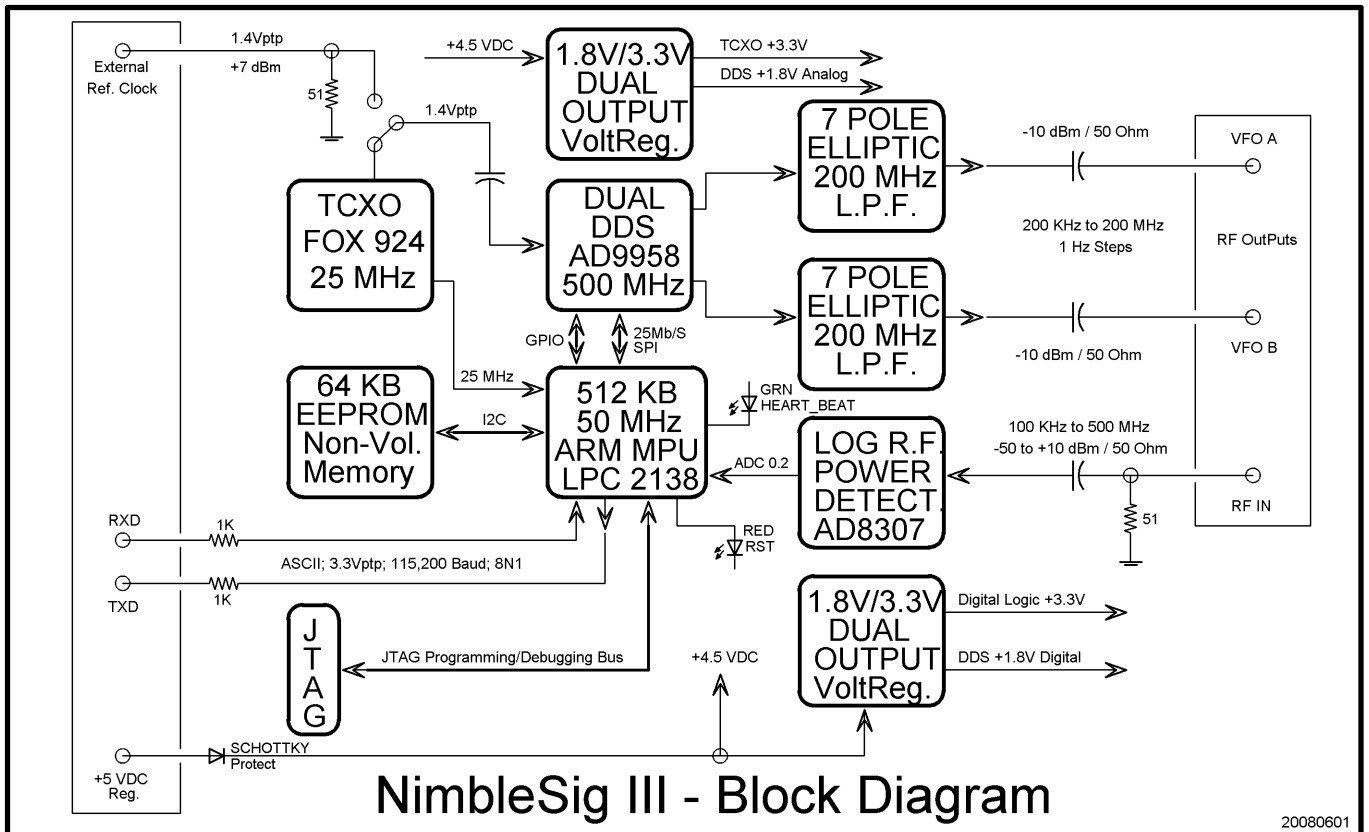 External
Ref. Clock
1.4Vptp
+7 dBm
51
1.4Vptp
+4.5 VDC
1.8V/3.3V
DUAL
OUTPUT
VoltReg.
TCXO +3.3V
DDS +1.8V Analog
7 POLE
ELLIPTIC
200 MHz
L.P.F.
-10 dBm / 50 Ohm
VFO A
TCXO
FOX 924
25 MHz
DUAL
DDS
AD9958
500 MHz
200 KHz to 200 MHz
1 Hz Steps
RF OutPuts
7 POLE
ELLIPTIC
200 MHz
L.P.F.
-10 dBm / 50 Ohm
VFO B
GPIO
25Mb/S
SPI
25 MHz
64 KB
EEPROM
Non-Vol.
Memory
I2C
512 KB
50 MHz
ARM MPU
LPC 2138
GRN
HEART_BEAT
ADC 0.2
LOG R.F.
POWER
DETECT.
AD8307
100 KHz to 500 MHz
-50 to +10 dBm / 50 Ohm
RF IN
51
RED
RST
RXD
1K
ASCII; 3.3Vptp; 115,200 Baud; 8N1
TXD
1K
J
T
A
G
JTAG Programming/Debugging Bus
+4.5 VDC
1.8V/3.3V
DUAL
OUTPUT
VoltReg.
Digital Logic +3.3V
DDS +1.8V Digital
+5 VDC
Reg.
SCHOTTKY
Protect
NimbleSig III - Block Diagram
20080601